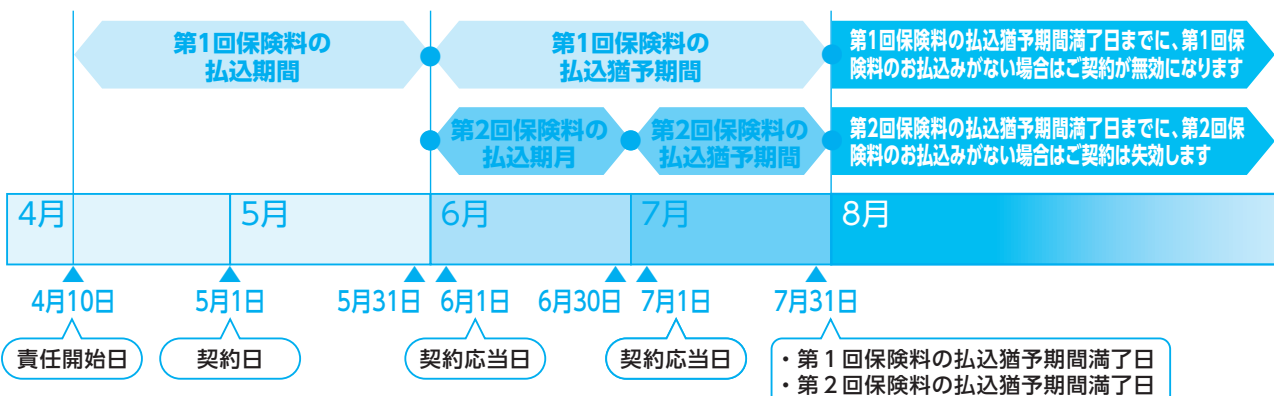 第1回保険料の
払込期間
第1回保険料の
払込猶予期間
第1回保険料の払込猶予期間満了日までに、第1回保
険料のお払込みがない場合はご契約が無効になります
第2回保険料の
払込期月
第2回保険料の
払込猶予期間
第2回保険料の払込猶予期間満了日までに、第2回保
険料のお払込みがない場合はご契約は失効します
4月
5月
6月
7月
8月
4月10日
5月1日
5月31日
6月1日
6月30日
7月1日
7月31日
責任開始日
契約日
契約応当日
契約応当日
・第1回保険料の払込猶予期間満了日
・第2回保険料の払込猶予期間満了日